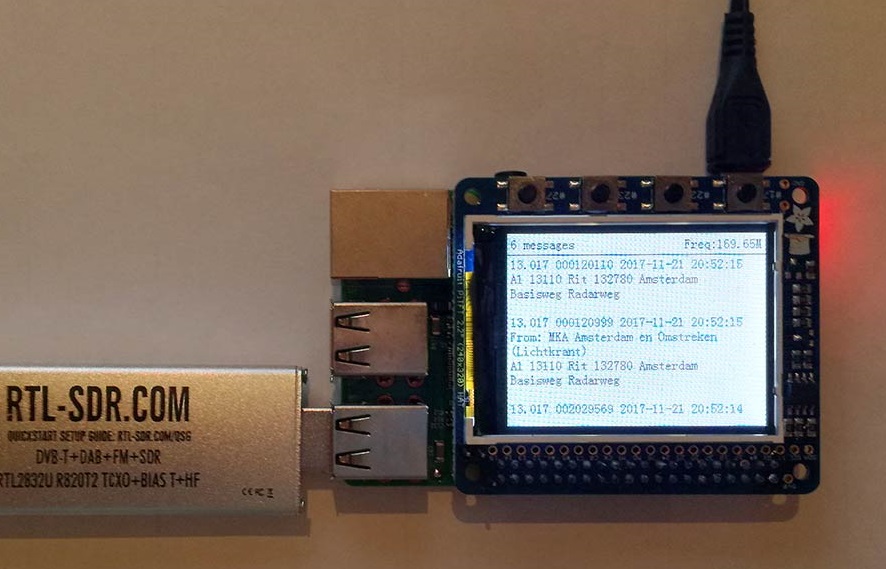 6 messages Freq:169.65M
13.017 000120110 2017-11-21 20:52:15
A1 13110 Rit 132780 Amsterdam
Basisweg Radarweg
13.017 000120999 2017-11-21 20:52:15
From: MKA Amsterdam en Omstreken
(Lichtkrant)
A1 13110 Rit 132780 Amsterdam
Basisweg Radarweg
13.017 002029569 2017-11-21 20:52:14
RTL-SDR.COM
QUICKSTART SETUP GUIDE: RTL-SDR.COM/QSG
DVB-T+DAB+FM+SDR
RTL2832U R820T2 TCXO+BIAS T+HF
Adafruit PiTFT 2.2" (240x320)
#27
#23
#22
#17